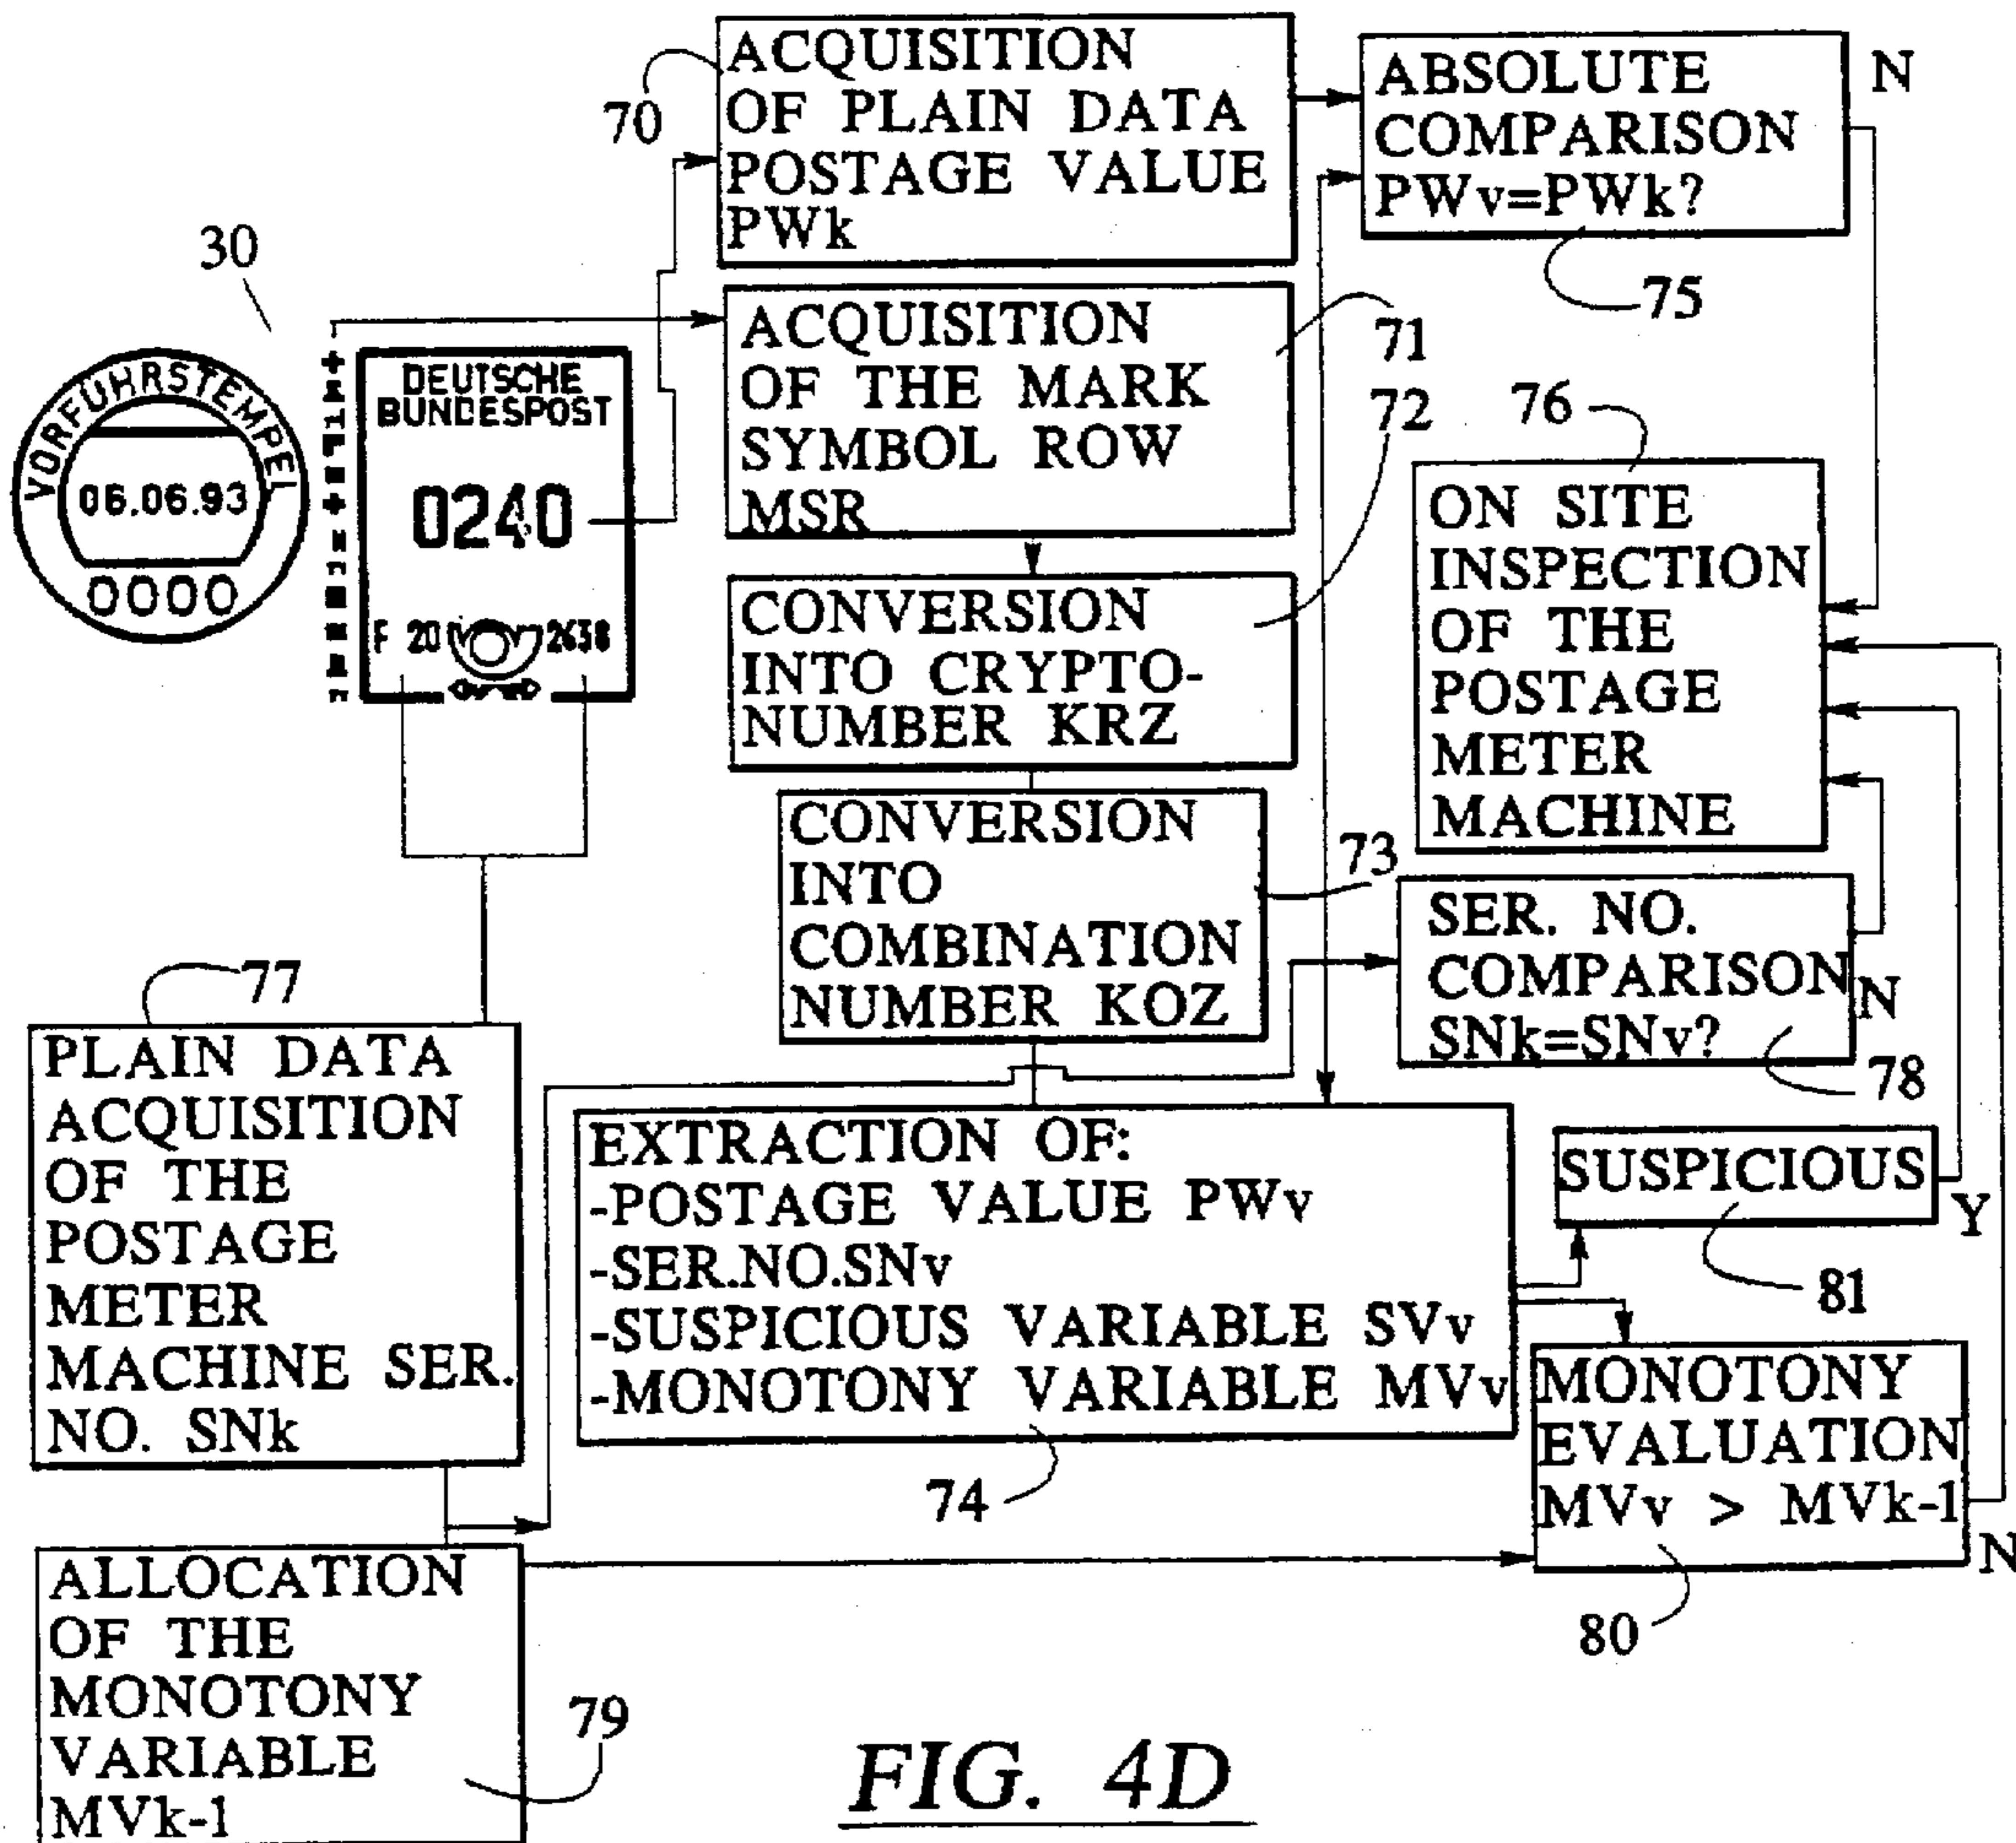 ACQUISITION
OF PLAIN DATA
POSTAGE VALUE
PWk
70
ABSOLUTE
COMPARISON
PWv=PWk?
N
75
30
VORFUHRSTEMPEL
06.06.93
0000
DEUTSCHE
BUNDESPOST
0240
F 20 2638
ACQUISITION
OF THE MARK
SYMBOL ROW
MSR
71
72
CONVERSION
INTO CRYPTO-
NUMBER KRZ
76
ON SITE
INSPECTION
OF THE
POSTAGE
METER
MACHINE
CONVERSION
INTO
COMBINATION
NUMBER KOZ
73
SER. NO.
COMPARISON
SNk=SNv?
N
78
77
PLAIN DATA
ACQUISITION
OF THE
POSTAGE
METER
MACHINE SER.
NO. SNk
EXTRACTION OF:
-POSTAGE VALUE PWv
-SER.NO.SNv
-SUSPICIOUS VARIABLE SVv
-MONOTONY VARIABLE MVv
74
SUSPICIOUS
Y
81
MONOTONY
EVALUATION
MVv > MVk-1
N
80
ALLOCATION
OF THE
MONOTONY
VARIABLE
MVk-1
79
FIG. 4D